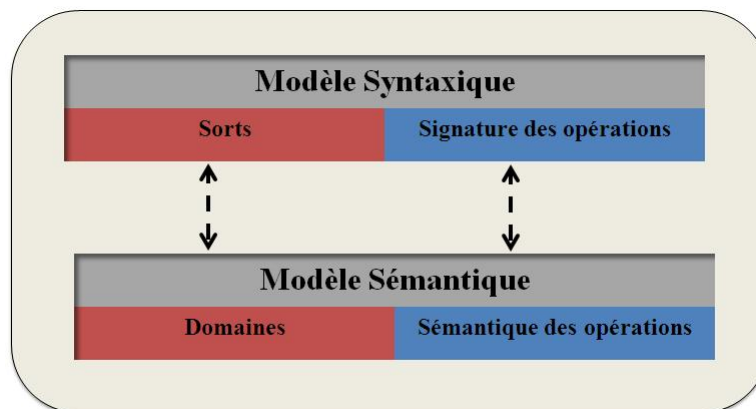 Modèle Syntaxique
Sorts Signature des opérations
Modèle Sémantique
Domaines Sémantique des opérations